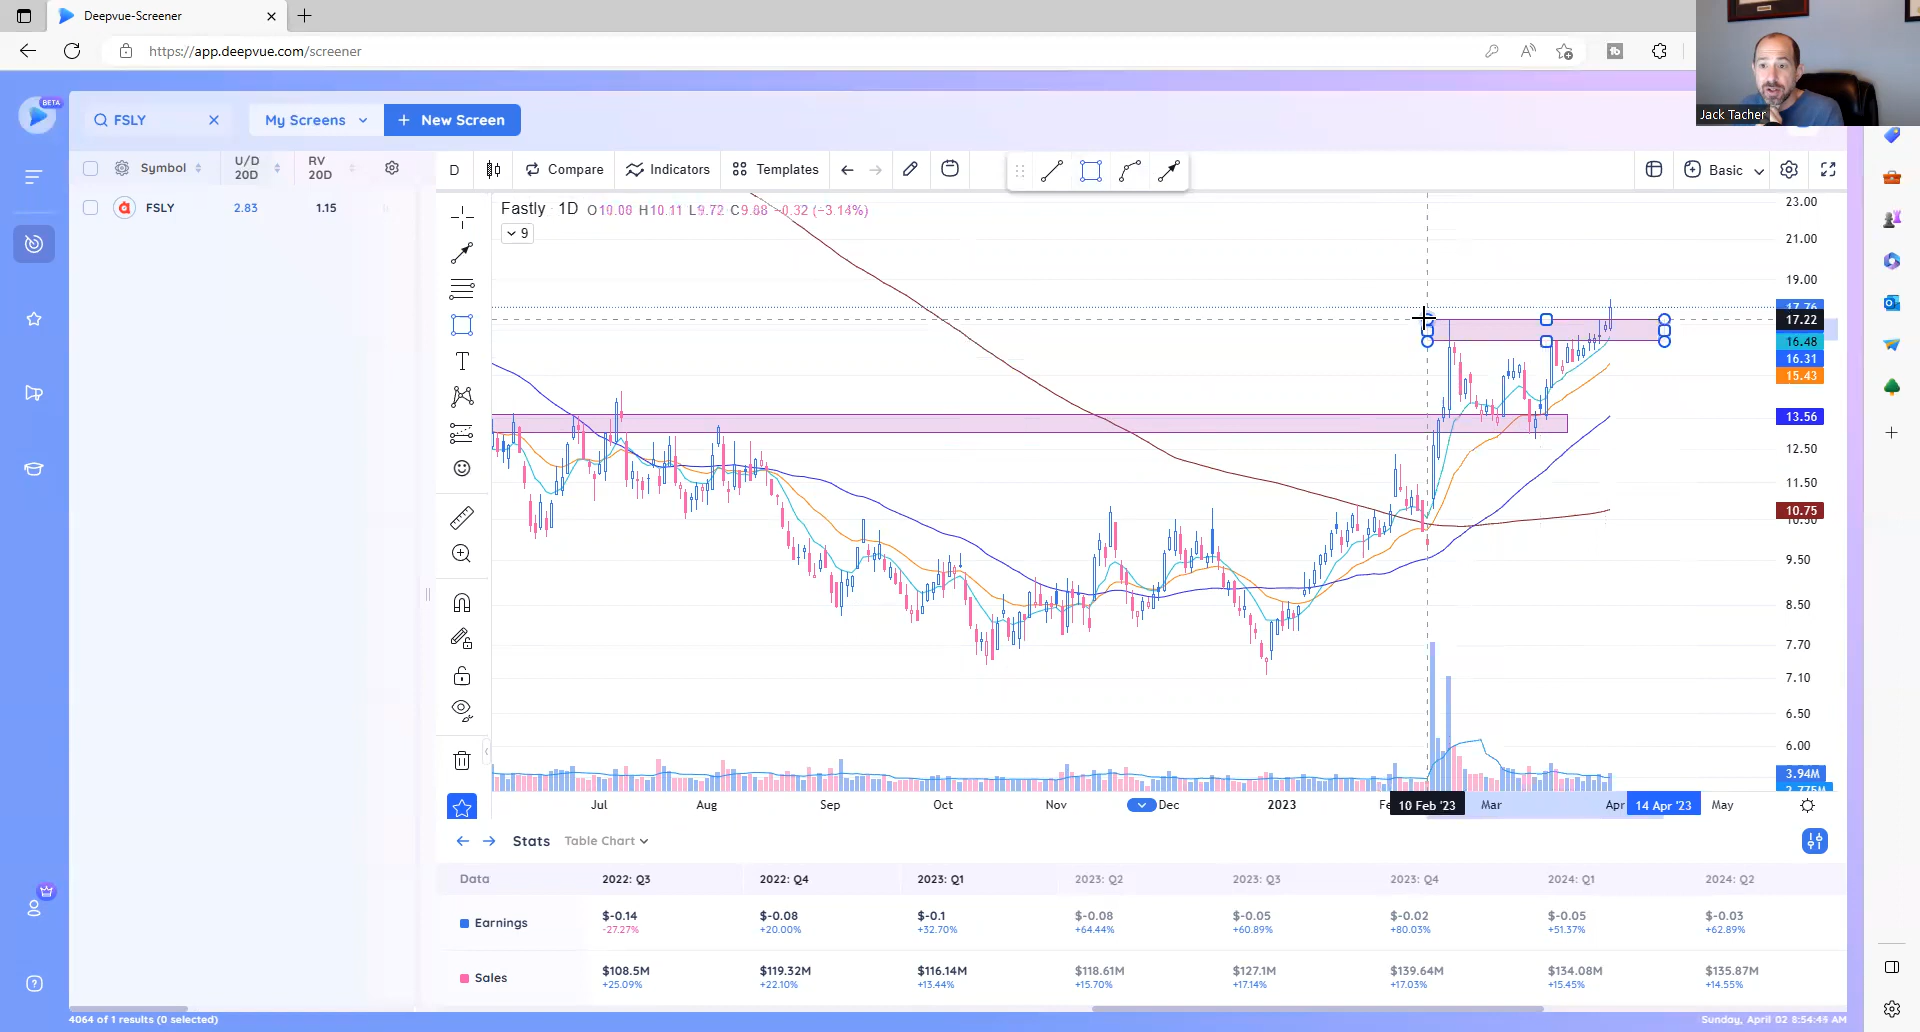 Deepvue-Screener
https://app.deepvue.com/screener
Jack Tacher
BETA
FSLY
My Screens
+ New Screen
Symbol
U/D 20D
RV 20D
D
Compare
Indicators
Templates
Basic
FSLY
2.83
1.15
Fastly · 1D O10.08 H10.11 L9.72 C9.88 −0.32 (−3.14%)
9
23.00
21.00
19.00
17.76
17.22
16.48
16.31
15.43
13.56
12.50
11.50
10.75
10.50
9.50
8.50
7.70
7.10
6.50
6.00
3.94M
2.775M
Jul
Aug
Sep
Oct
Nov
Dec
2023
10 Feb '23
Mar
Apr
14 Apr '23
May
Stats
Table Chart
Data 2022: Q3 2022: Q4 2023: Q1 2023: Q2 2023: Q3 2023: Q4 2024: Q1 2024: Q2
Earnings $-0.14 $-0.08 $-0.1 $-0.08 $-0.05 $-0.02 $-0.05 $-0.03
-27.27% +20.00% +32.70% +64.44% +60.89% +80.03% +51.37% +62.89%
Sales $108.5M $119.32M $116.14M $118.61M $127.1M $139.64M $134.08M $135.87M
+25.09% +22.10% +13.44% +15.70% +17.14% +17.03% +15.45% +14.55%
4064 of 1 results (0 selected)
Sunday, April 02
AM